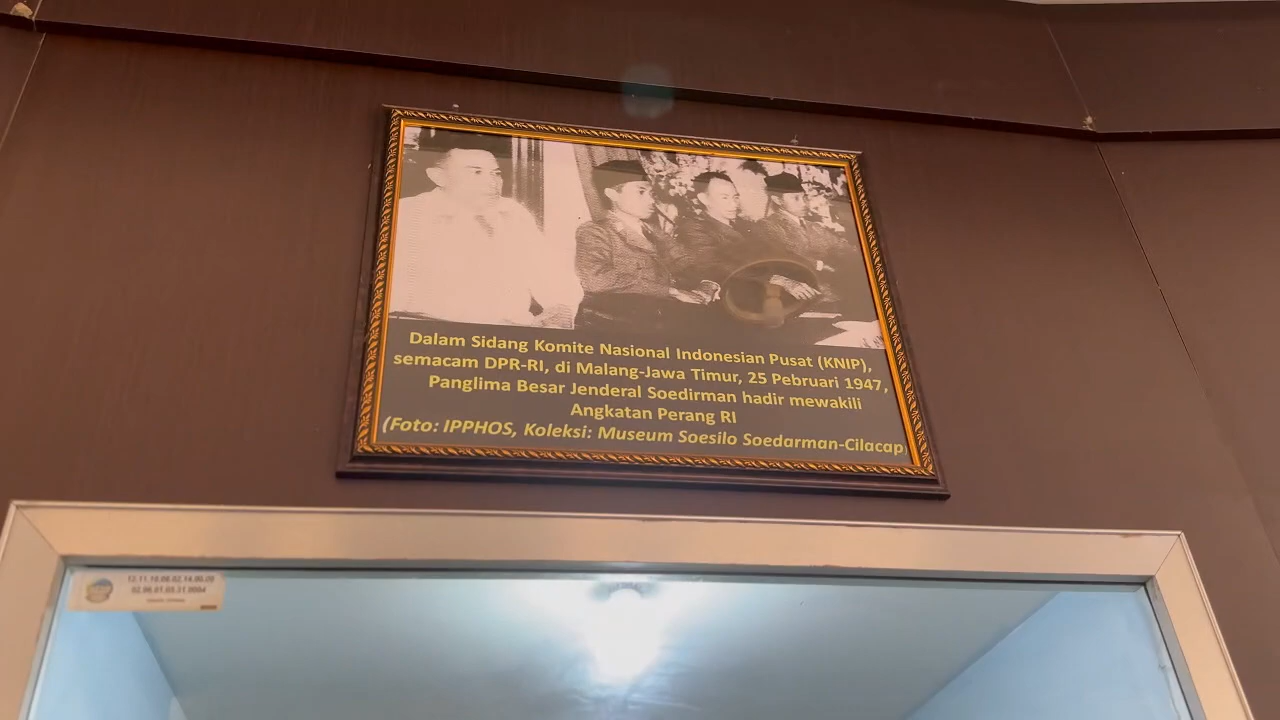 Dalam Sidang Komite Nasional Indonesian Pusat (KNIP),
semacam DPR-RI, di Malang-Jawa Timur, 25 Pebruari 1947,
Panglima Besar Jenderal Soedirman hadir mewakili
Angkatan Perang RI
(Foto: IPPHOS, Koleksi: Museum Soesilo Soedarman-Cilacap)